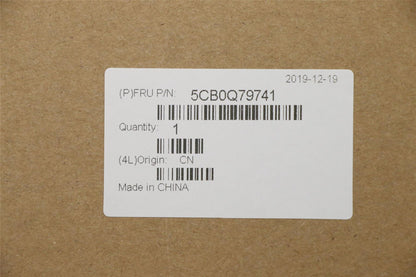 2019-12-19
(P)FRU P/N: 5CB0Q79741
Quantity: 1
(4L)Origin: CN
Made in CHINA